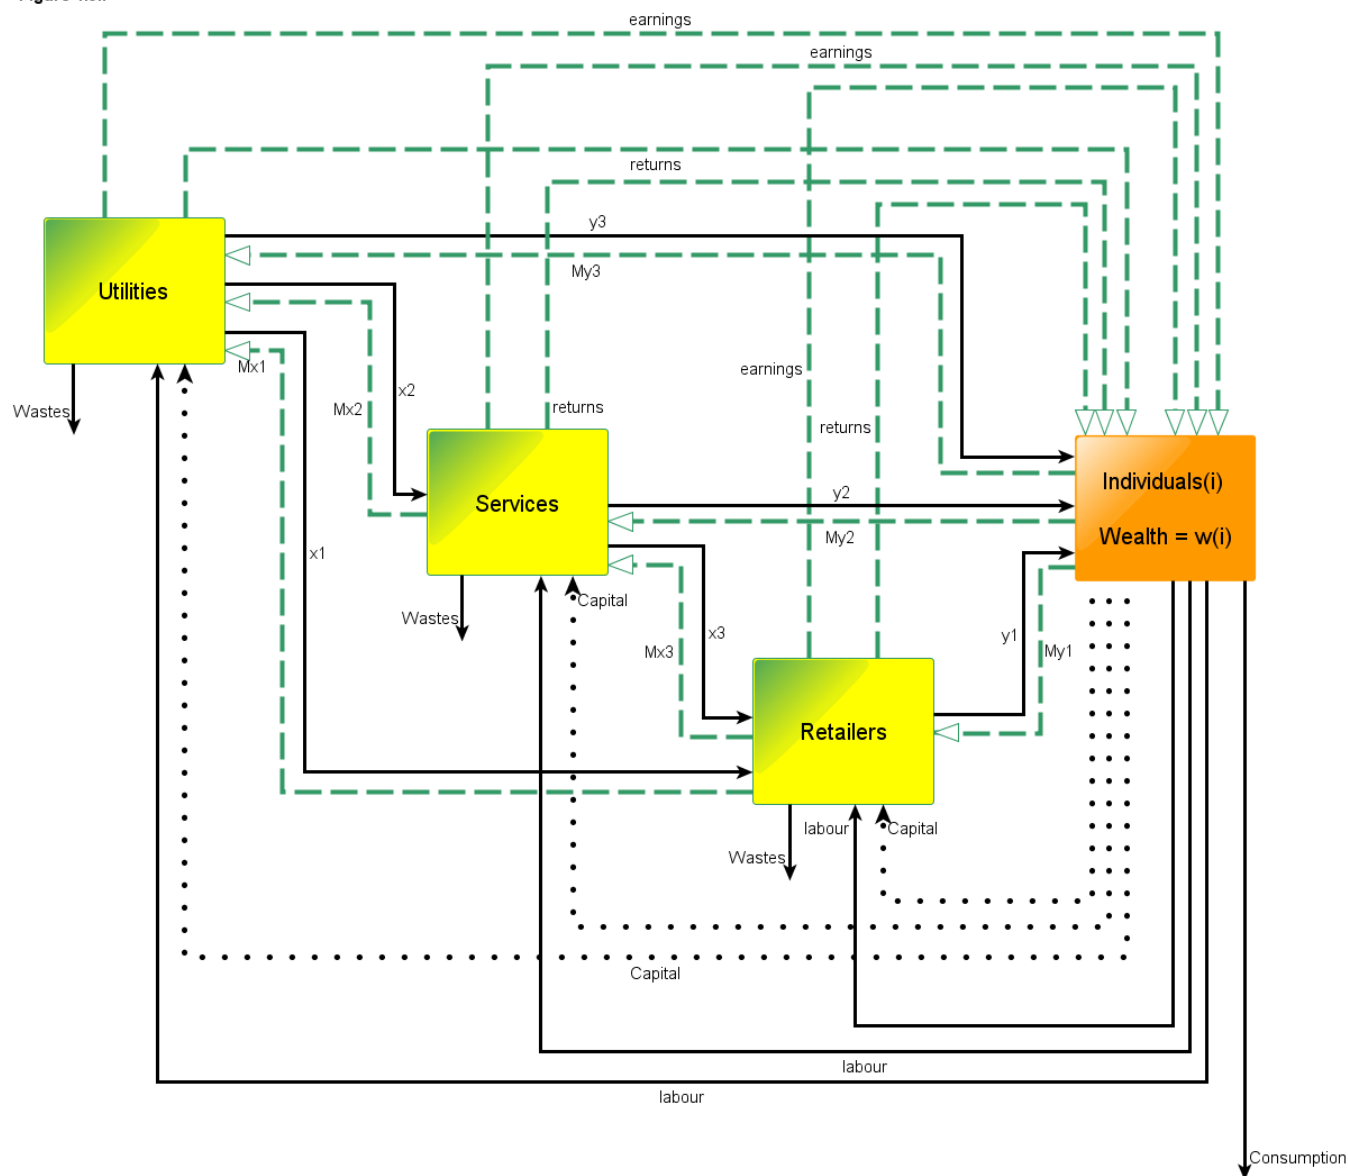 earnings
earnings
returns
y3
My3
Utilities
Mx1
x2
Mx2
Wastes
earnings
returns
returns
Individuals(i)
Wealth = w(i)
Services
y2
My2
x1
Capital
Wastes
x3
Mx3
y1
My1
Retailers
labour
Capital
Wastes
Capital
labour
labour
Consumption